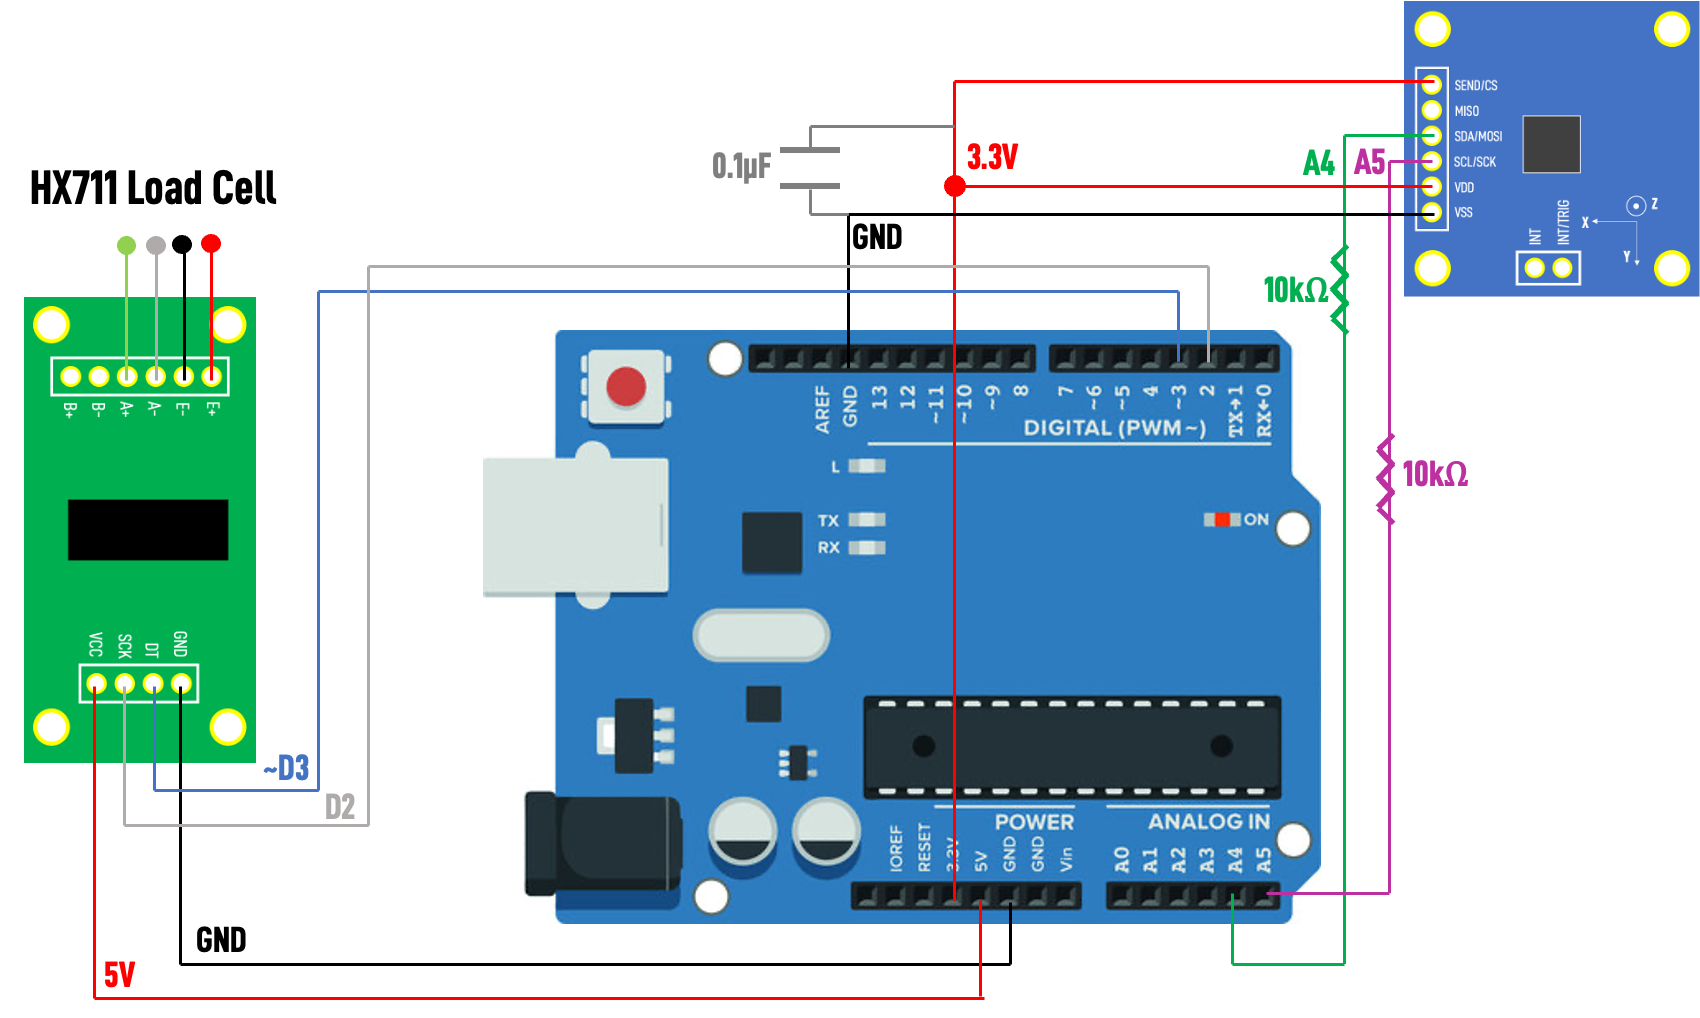 SEND/CS
MISO
SDA/MOSI
SCL/SCK
VDD
VSS
INT
INT/TRIG
X
Y
Z
0.1µF
3.3V
A4
A5
GND
10kΩ
10kΩ
HX711 Load Cell
B+
B-
A+
A-
E-
E+
VCC
SCK
DT
GND
~D3
D2
GND
5V
AREF
GND
13
12
~11
~10
~9
8
7
~6
~5
4
~3
2
TX→1
RX←0
DIGITAL (PWM~)
L
TX
RX
ON
POWER
ANALOG IN
IOREF
RESET
3.3V
5V
GND
GND
Vin
A0
A1
A2
A3
A4
A5